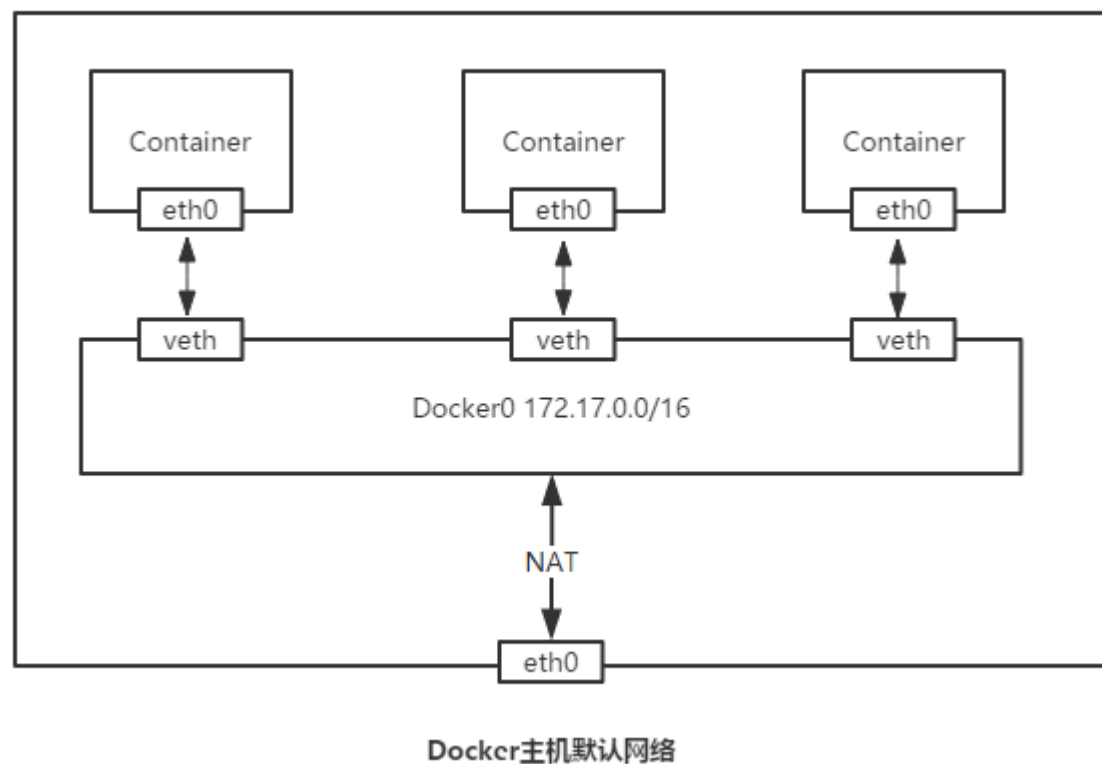 Container Container Container
eth0 eth0 eth0
veth veth veth
Docker0 172.17.0.0/16
NAT
eth0
Docker主机默认网络